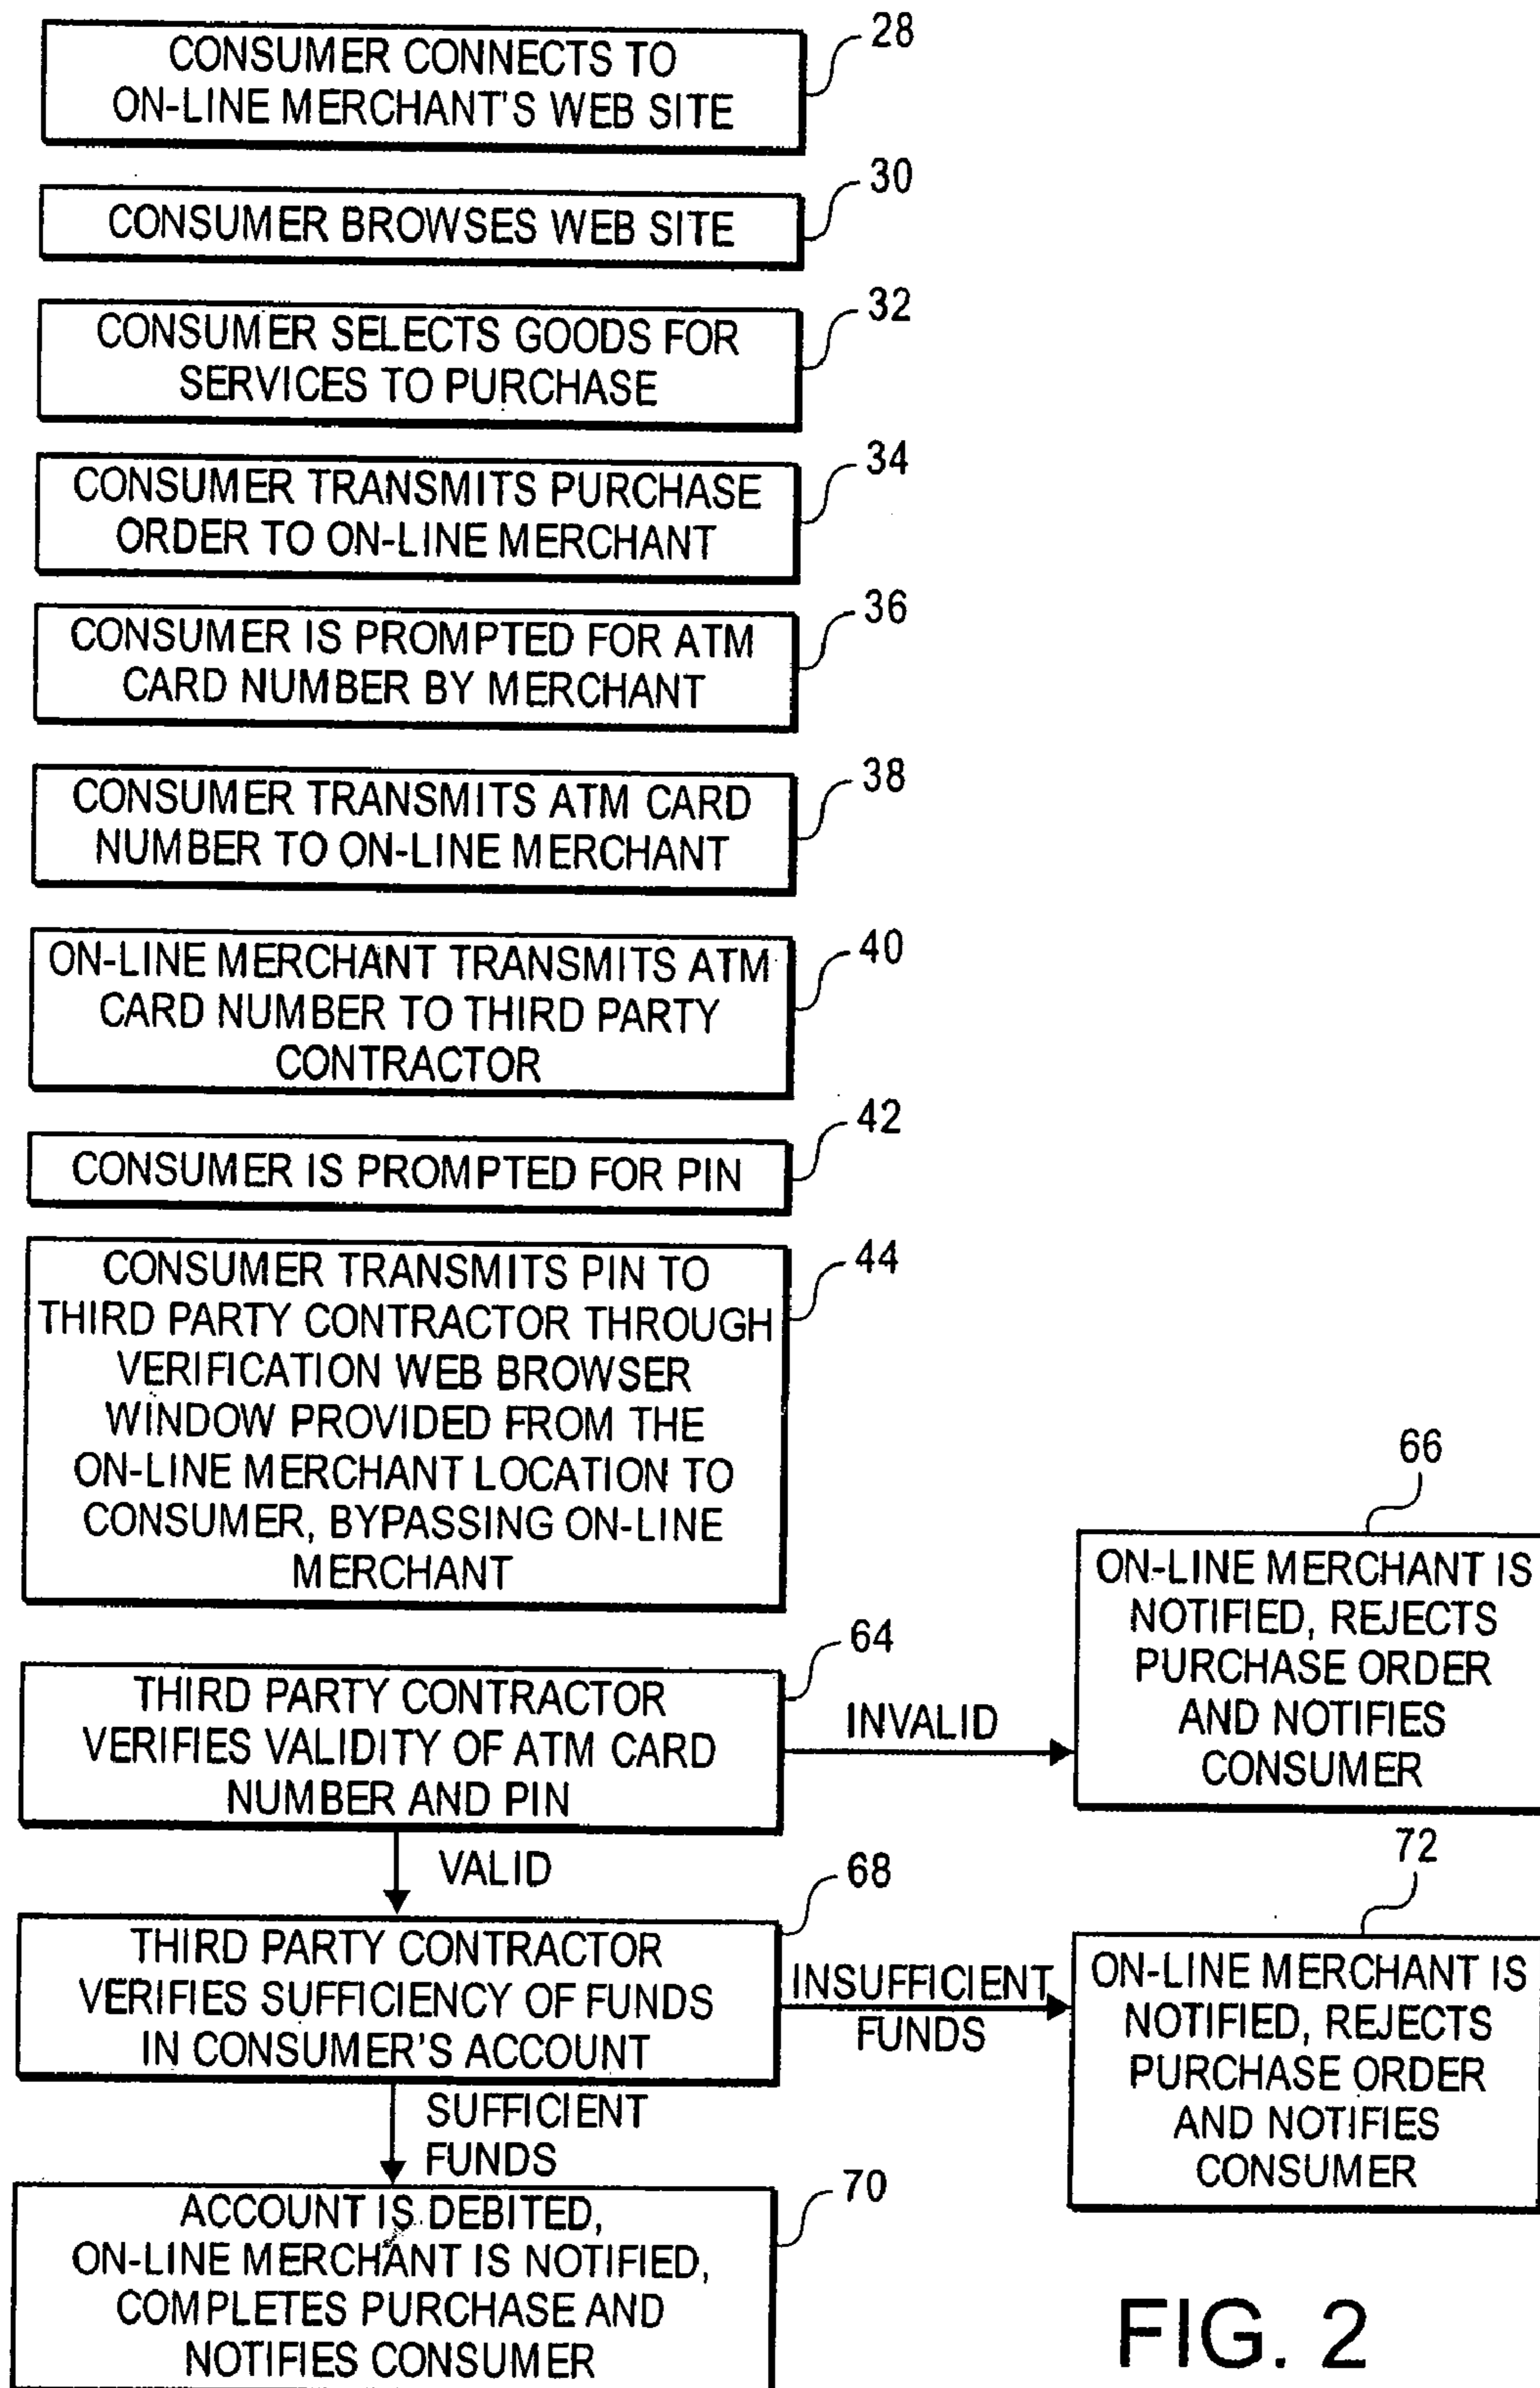 CONSUMER CONNECTS TO
ON-LINE MERCHANT'S WEB SITE
28
CONSUMER BROWSES WEB SITE
30
CONSUMER SELECTS GOODS FOR
SERVICES TO PURCHASE
32
CONSUMER TRANSMITS PURCHASE
ORDER TO ON-LINE MERCHANT
34
CONSUMER IS PROMPTED FOR ATM
CARD NUMBER BY MERCHANT
36
CONSUMER TRANSMITS ATM CARD
NUMBER TO ON-LINE MERCHANT
38
ON-LINE MERCHANT TRANSMITS ATM
CARD NUMBER TO THIRD PARTY
CONTRACTOR
40
CONSUMER IS PROMPTED FOR PIN
42
CONSUMER TRANSMITS PIN TO
THIRD PARTY CONTRACTOR THROUGH
VERIFICATION WEB BROWSER
WINDOW PROVIDED FROM THE
ON-LINE MERCHANT LOCATION TO
CONSUMER, BYPASSING ON-LINE
MERCHANT
44
THIRD PARTY CONTRACTOR
VERIFIES VALIDITY OF ATM CARD
NUMBER AND PIN
64
INVALID
66
ON-LINE MERCHANT IS
NOTIFIED, REJECTS
PURCHASE ORDER
AND NOTIFIES
CONSUMER
VALID
THIRD PARTY CONTRACTOR
VERIFIES SUFFICIENCY OF FUNDS
IN CONSUMER'S ACCOUNT
68
INSUFFICIENT
FUNDS
72
ON-LINE MERCHANT IS
NOTIFIED, REJECTS
PURCHASE ORDER
AND NOTIFIES
CONSUMER
SUFFICIENT
FUNDS
ACCOUNT IS DEBITED,
ON-LINE MERCHANT IS NOTIFIED,
COMPLETES PURCHASE AND
NOTIFIES CONSUMER
70
FIG. 2